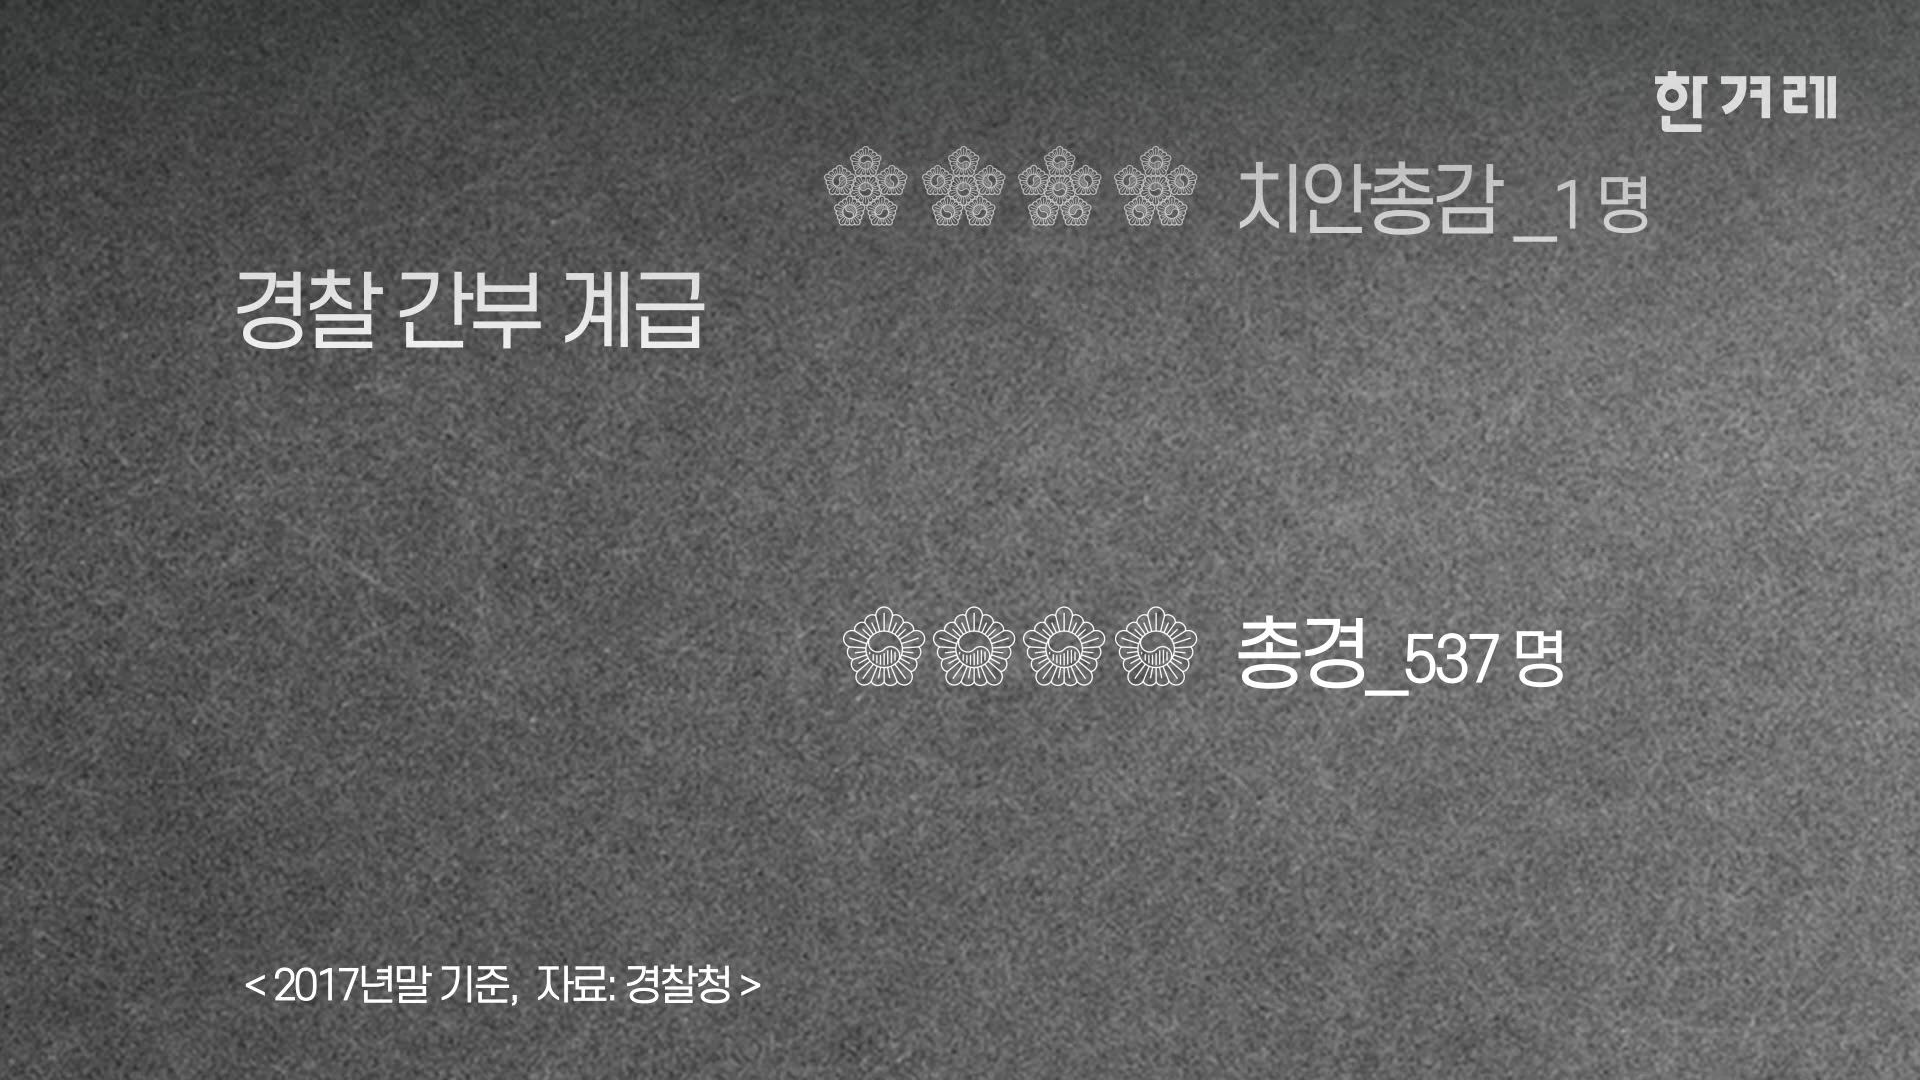 한겨레
치안총감_1명
경찰 간부 계급
총경_537명
< 2017년말 기준, 자료: 경찰청 >